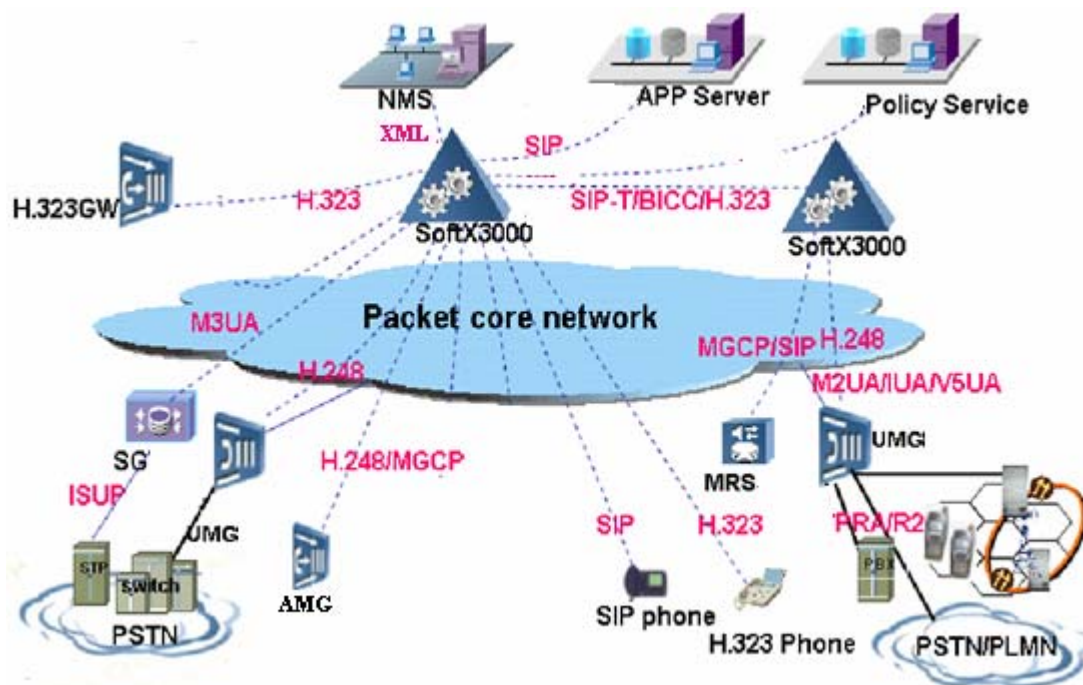 NMS
APP Server
Policy Service
XML
SIP
H.323GW
H.323
SIP-T/BICC/H.323
SoftX3000
SoftX3000
Packet core network
M3UA
MGCP/SIP
H.248
H.248
M2UA/IUA/V5UA
SG
UMG
H.248/MGCP
MRS
ISUP
UMG
SIP
H.323
PRA/R2
STP
switch
PBX
AMG
SIP phone
PSTN
H.323 Phone
PSTN/PLMN